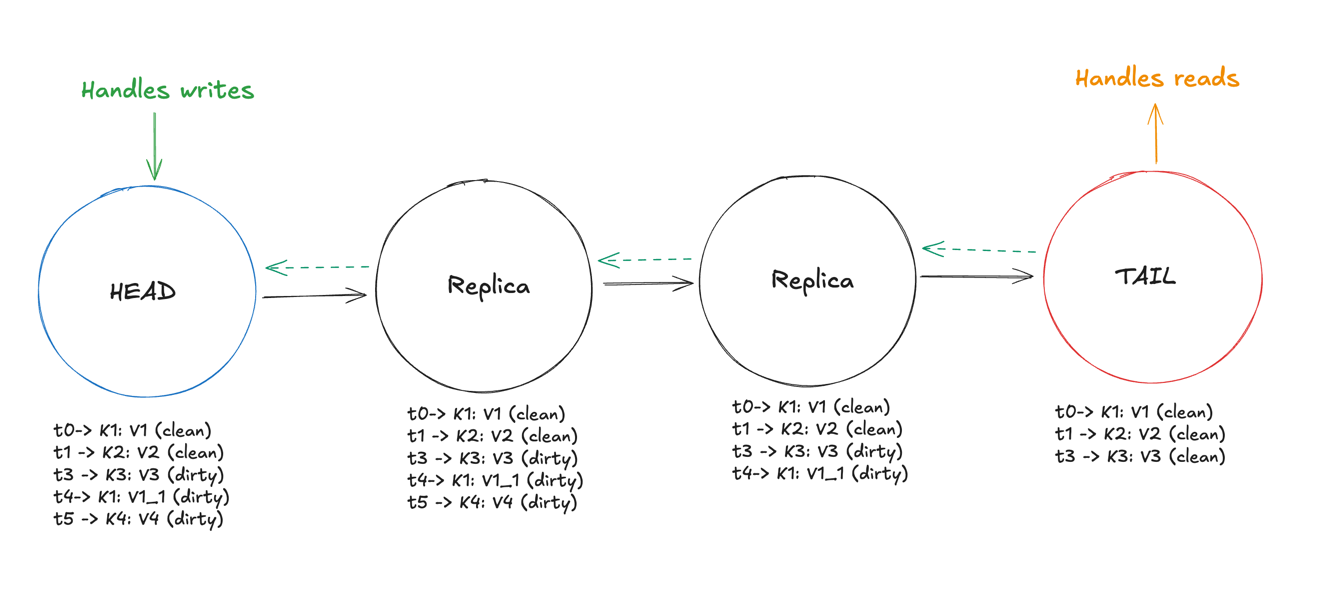 Handles writes
Handles reads
HEAD
Replica
Replica
TAIL
t0-> K1: V1 (clean)
t1 -> K2: V2 (clean)
t3 -> K3: V3 (dirty)
t4-> K1: V1_1 (dirty)
t5 -> K4: V4 (dirty)
t0-> K1: V1 (clean)
t1 -> K2: V2 (clean)
t3 -> K3: V3 (dirty)
t4-> K1: V1_1 (dirty)
t5 -> K4: V4 (dirty)
t0-> K1: V1 (clean)
t1 -> K2: V2 (clean)
t3 -> K3: V3 (dirty)
t4-> K1: V1_1 (dirty)
t0-> K1: V1 (clean)
t1 -> K2: V2 (clean)
t3 -> K3: V3 (clean)